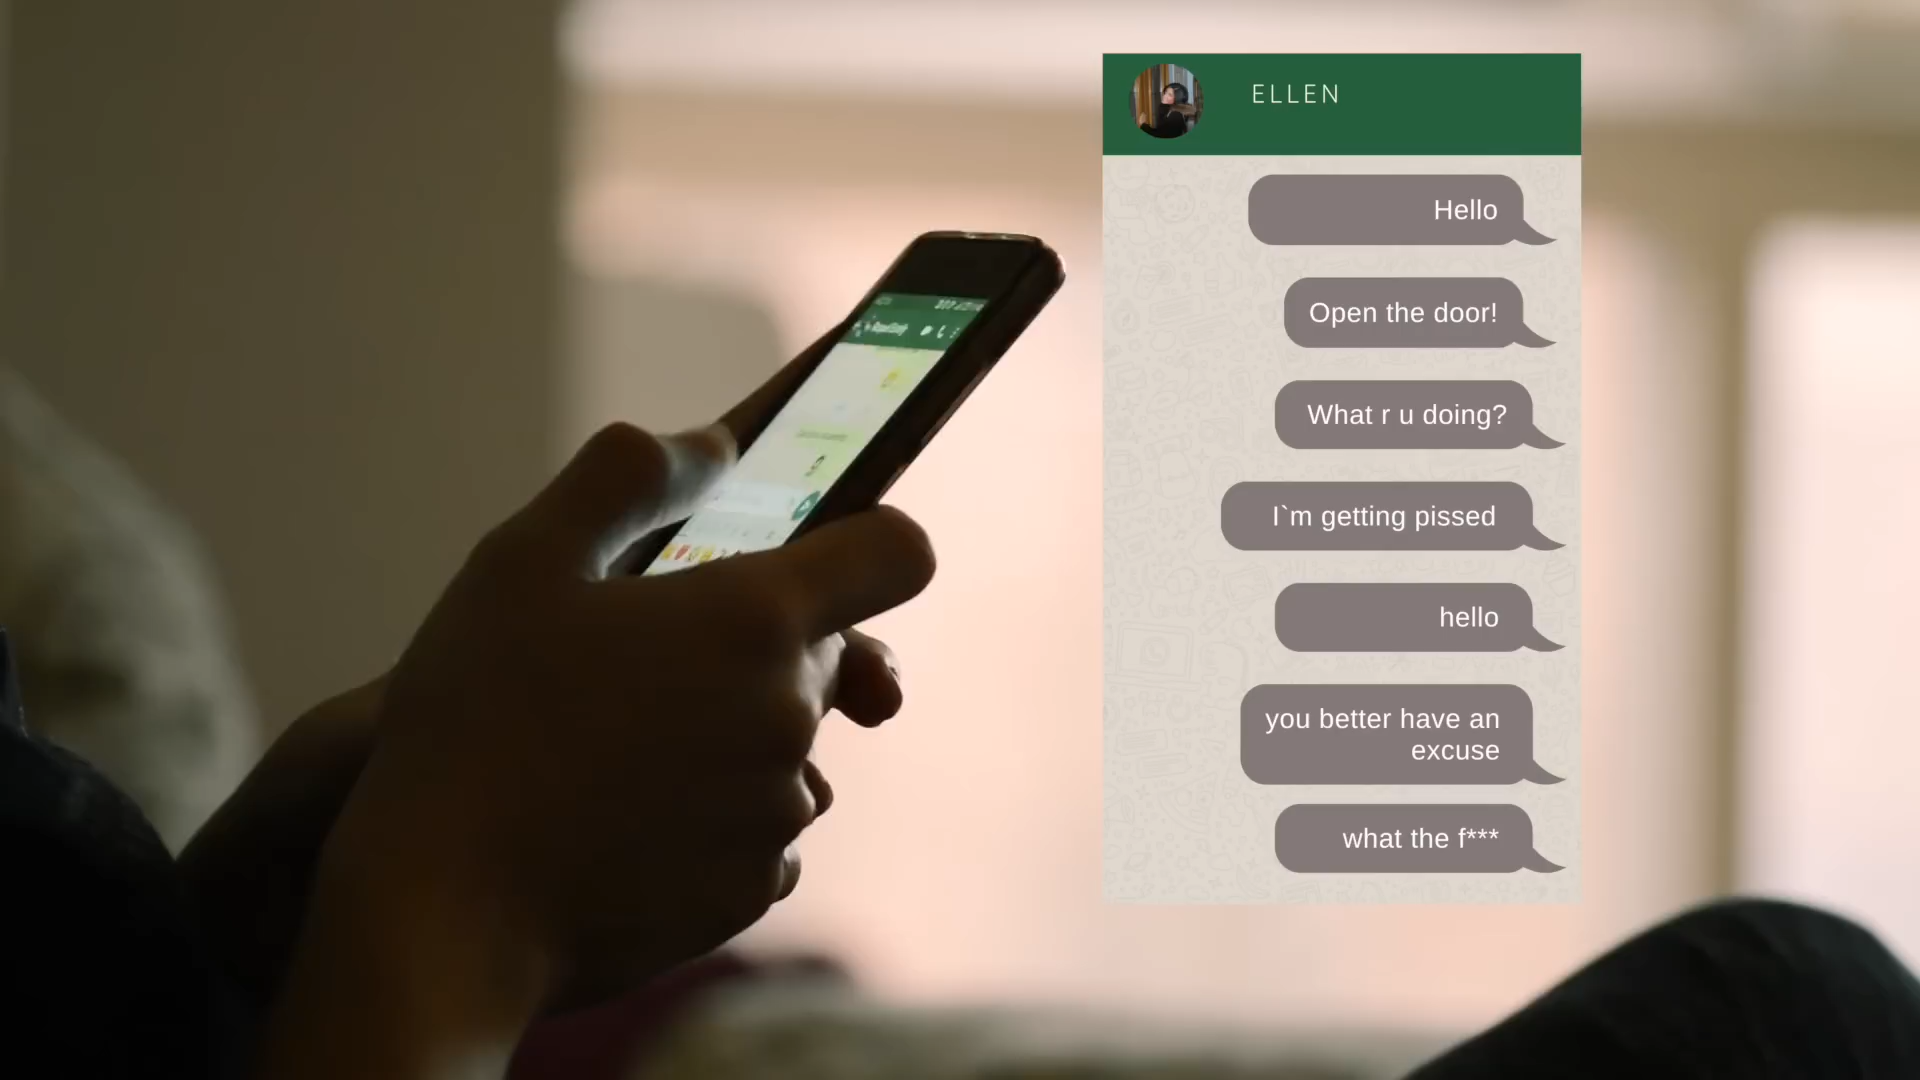 ELLEN
Hello
Open the door!
What r u doing?
I`m getting pissed
hello
you better have an
excuse
what the f***